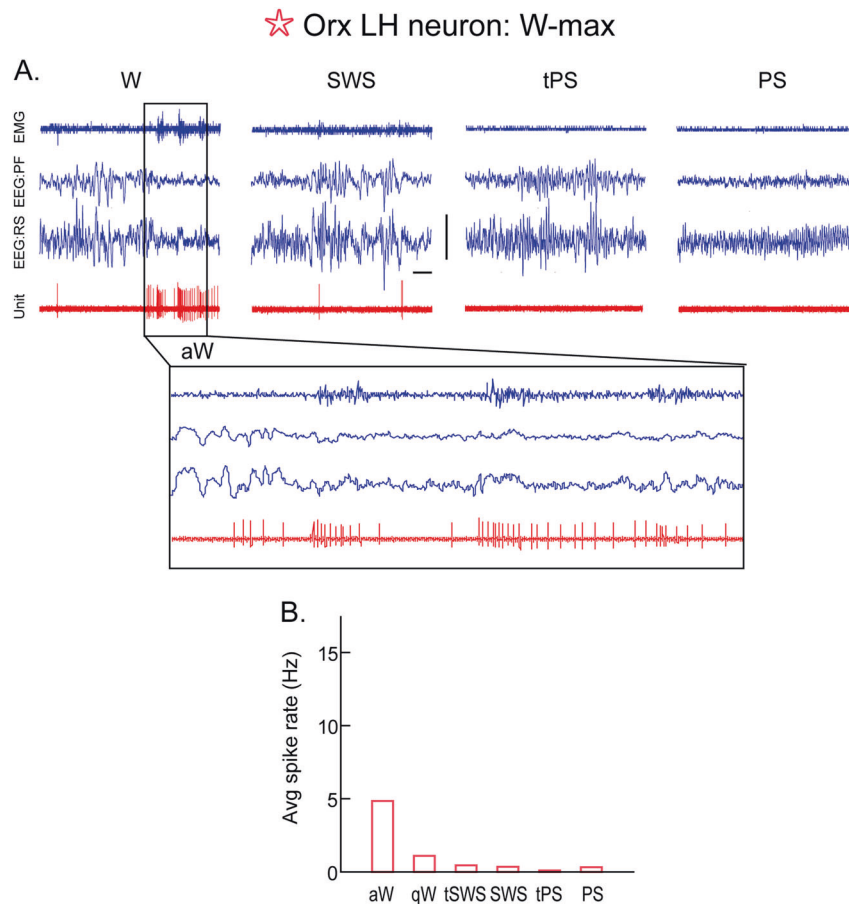 Orx LH neuron: W-max
A.
W SWS tPS PS
EMG
EEG:PF
EEG:RS
Unit
aW
B.
Avg spike rate (Hz)
15
10
5
0
aW qW tSWS SWS tPS PS